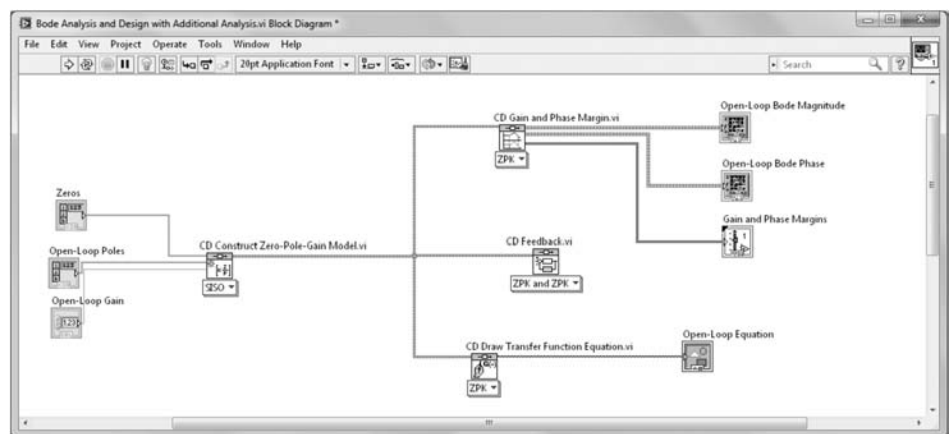 Bode Analysis and Design with Additional Analysis.vi Block Diagram *
File Edit View Project Operate Tools Window Help
20pt Application Font
Search
1
CD Gain and Phase Margin.vi
ZPK
Open-Loop Bode Magnitude
Open-Loop Bode Phase
Gain and Phase Margins
Zeros
Open-Loop Poles
Open-Loop Gain
CD Construct Zero-Pole-Gain Model.vi
SISO
CD Feedback.vi
ZPK and ZPK
CD Draw Transfer Function Equation.vi
ZPK
Open-Loop Equation